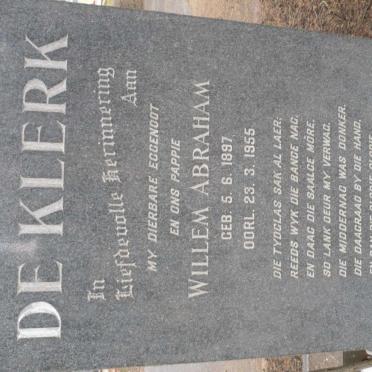 DE KLERK
In
Liefdevolle Herinnering
Aan
MY DIERBARE EGGENOOT
EN ONS PAPPIE
WILLEM ABRAHAM
GEB: 5. 6. 1897.
OORL. 23. 3. 1955
DIE TYDGLAS SAK AL LAER,
REEDS WYK DIE BANGE NAG,
EN DAAG DIE SALIGE MÔRE,
SO LANK DEUR MY VERWAG,
DIE MIDDERNAG WAS DONKER,
DIE DAGRAAD BY DIE HAND,